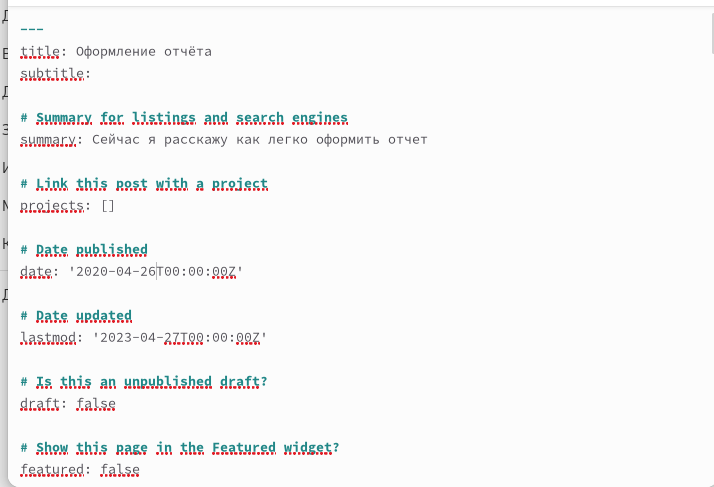 ---
title: Оформление отчёта
subtitle:
# Summary for listings and search engines
summary: Сейчас я расскажу как легко оформить отчет
# Link this post with a project
projects: []
# Date published
date: '2020-04-26T00:00:00Z'
# Date updated
lastmod: '2023-04-27T00:00:00Z'
# Is this an unpublished draft?
draft: false
# Show this page in the Featured widget?
featured: false